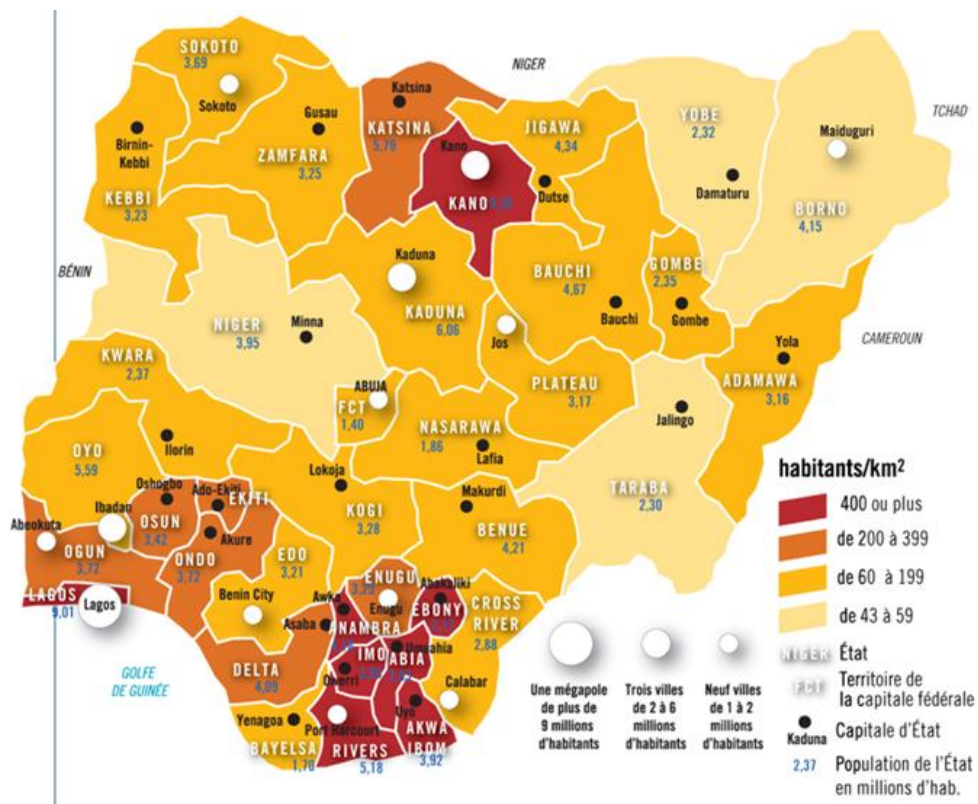 SOKOTO
3,69
Sokoto
NIGER
TCHAD
Katsina
KATSINA
5,79
Gusau
ZAMFARA
3,25
Birnin-
Kebbi
KEBBI
3,23
JIGAWA
4,34
Dutse
Kano
KANO
YOBE
2,32
Damaturu
Maiduguri
BORNO
4,15
BÉNIN
Kaduna
KADUNA
6,06
BAUCHI
4,67
Bauchi
GOMBE
2,35
Gombe
CAMEROUN
NIGER
3,95
Minna
Jos
PLATEAU
3,17
Yola
ADAMAWA
3,16
KWARA
2,37
Ilorin
ABUJA
FCT
1,40
NASARAWA
1,86
Lafia
Jalingo
TARABA
2,30
OYO
5,59
Ibadan
Oshogbo
OSUN
3,42
Ado-Ekiti
EKITI
Akure
ONDO
3,72
Lokoja
KOGI
3,28
Makurdi
BENUE
4,21
Abeokuta
OGUN
3,72
LAGOS
9,01
Lagos
EDO
3,21
Benin City
ENUGU
3,25
Enugu
Abakaliki
EBONY
CROSS
RIVER
2,88
Calabar
Awka
ANAMBRA
Asaba
DELTA
4,09
IMO
Owerri
ABIA
Umuahia
Uyo
AKWA
IBOM
3,92
Port Harcourt
RIVERS
5,18
Yenagoa
BAYELSA
1,70
GOLFE
DE GUINÉE
habitants/km²
400 ou plus
de 200 à 399
de 60 à 199
de 43 à 59
NIGER État
FCT Territoire de
la capitale fédérale
Kaduna Capitale d'État
2,37 Population de l'État
en millions d'hab.
Une mégapole
de plus de
9 millions
d'habitants
Trois villes
de 2 à 6
millions
d'habitants
Neuf villes
de 1 à 2
millions
d'habitants